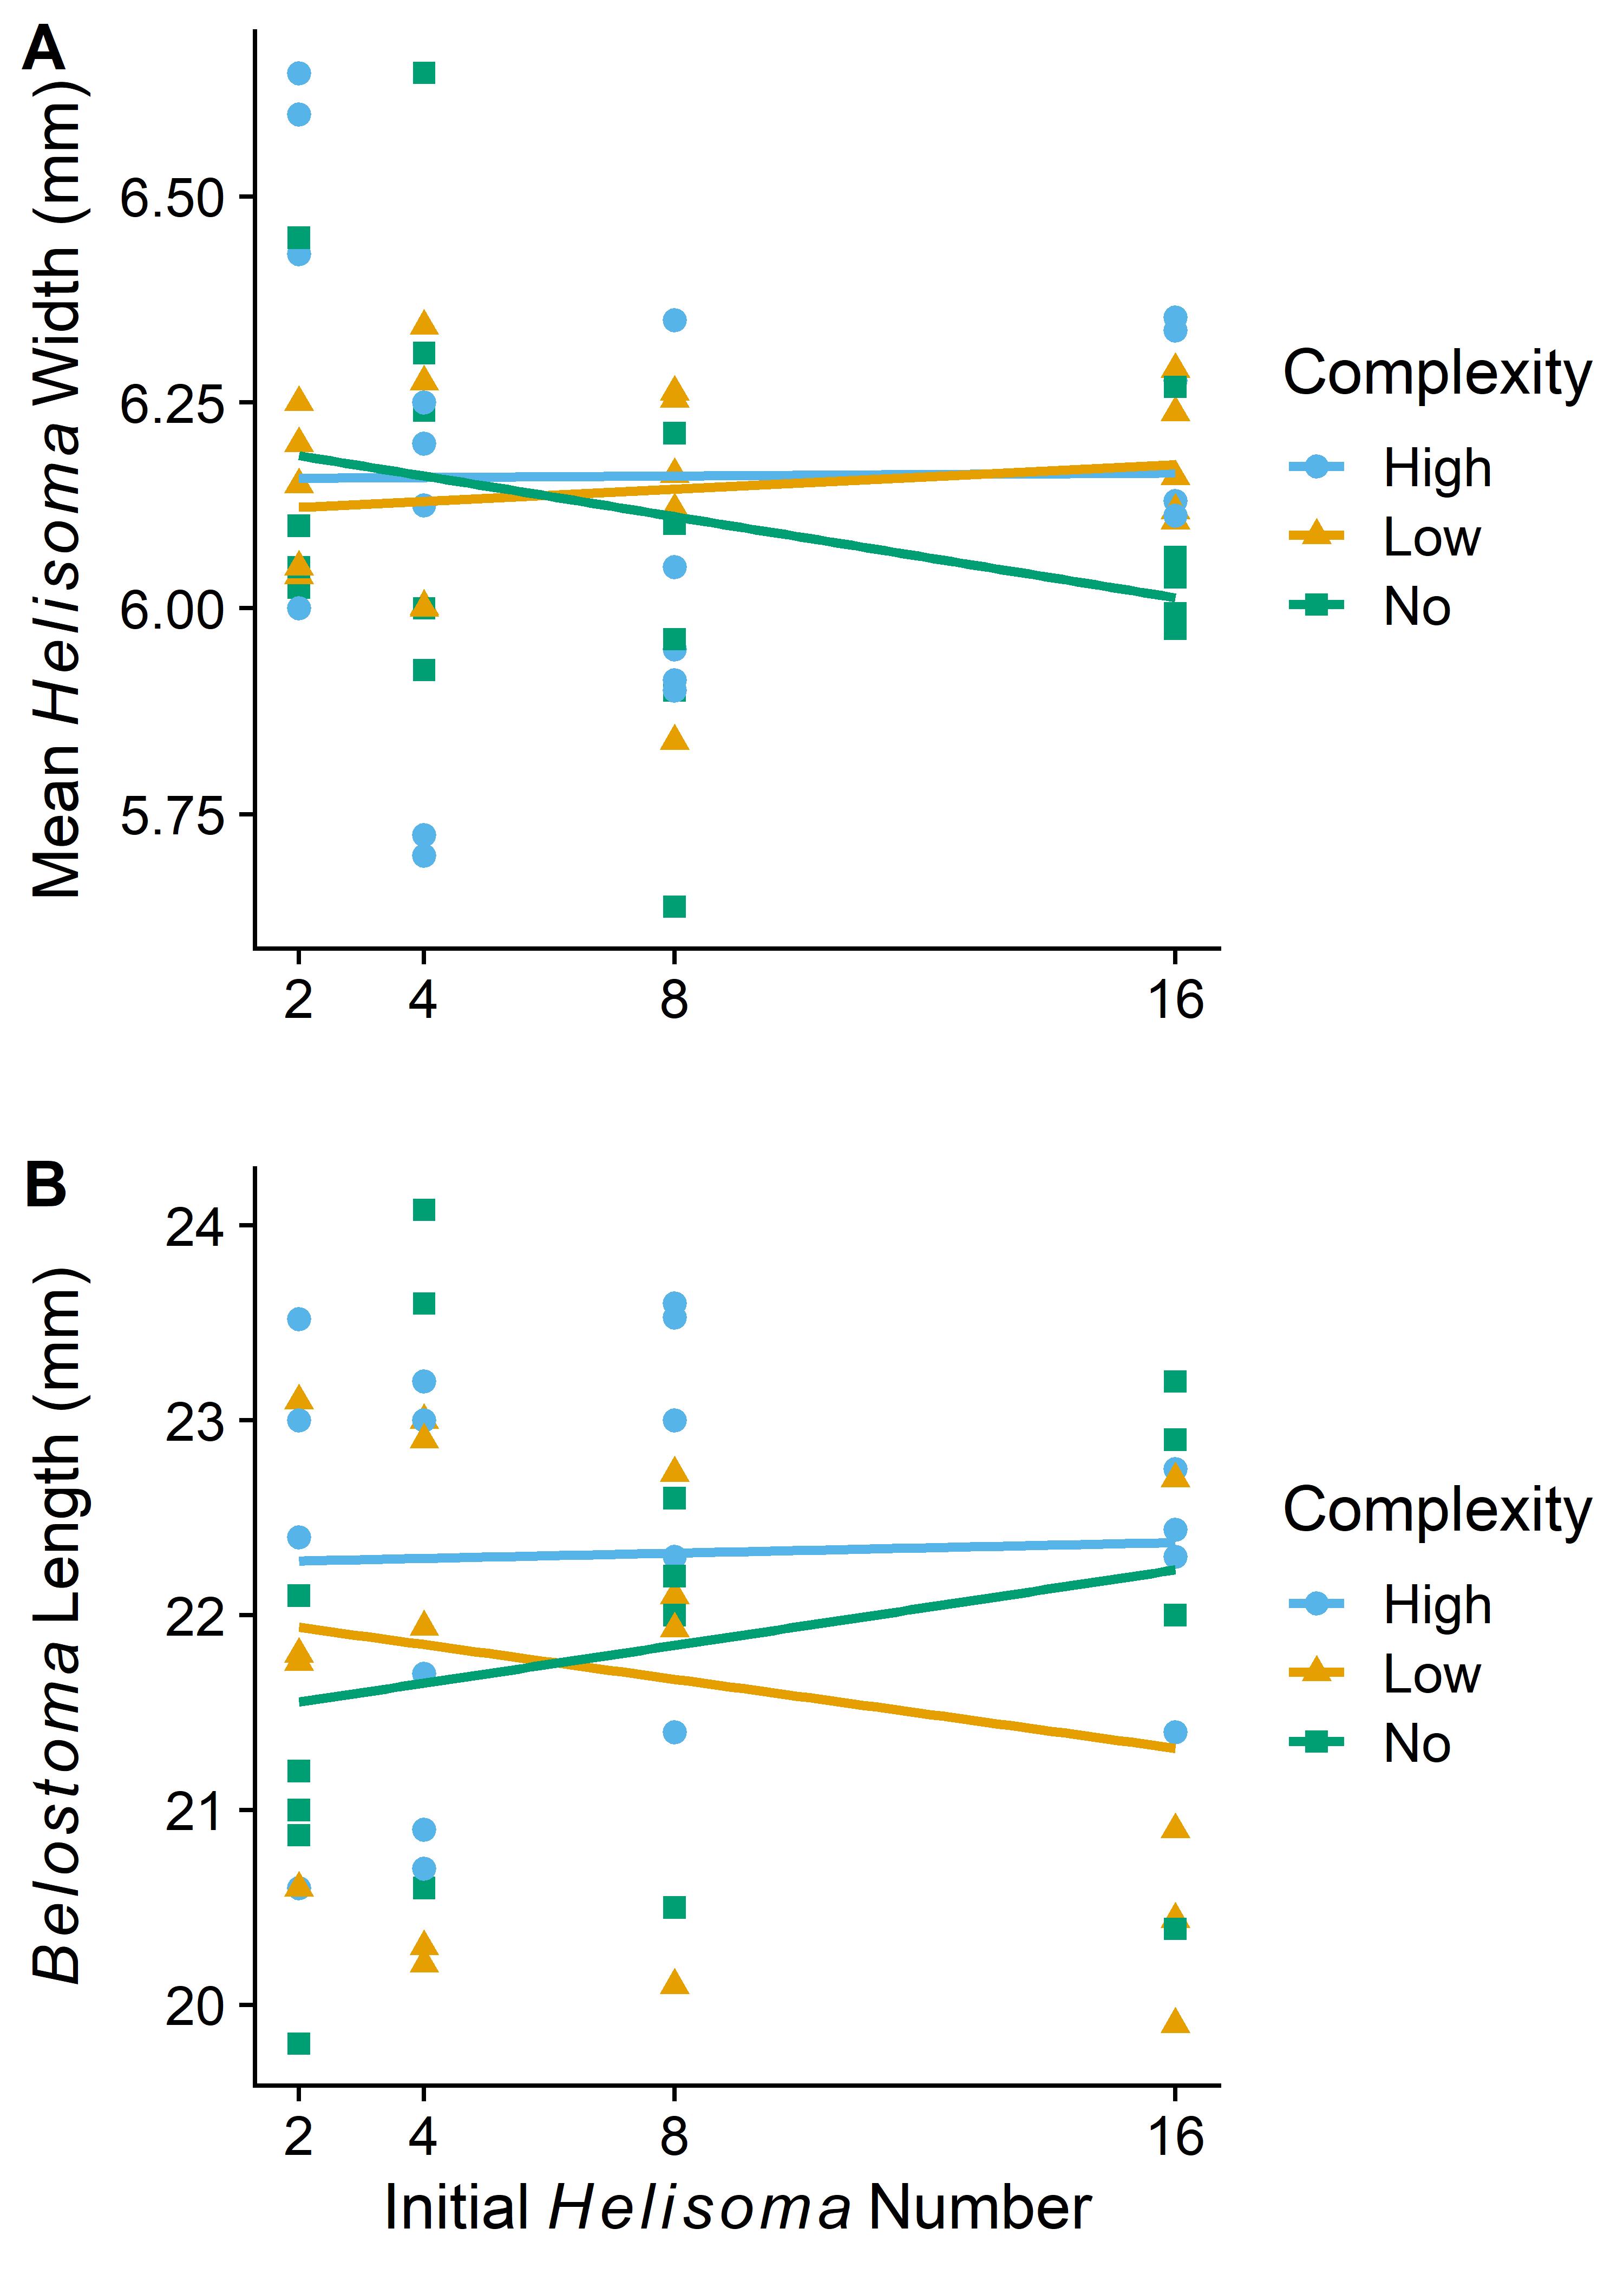 A
Mean Helisoma Width (mm)
6.50
6.25
6.00
5.75
2 4 8 16
Complexity
High
Low
No
B
Belostoma Length (mm)
24
23
22
21
20
2 4 8 16
Initial Helisoma Number
Complexity
High
Low
No